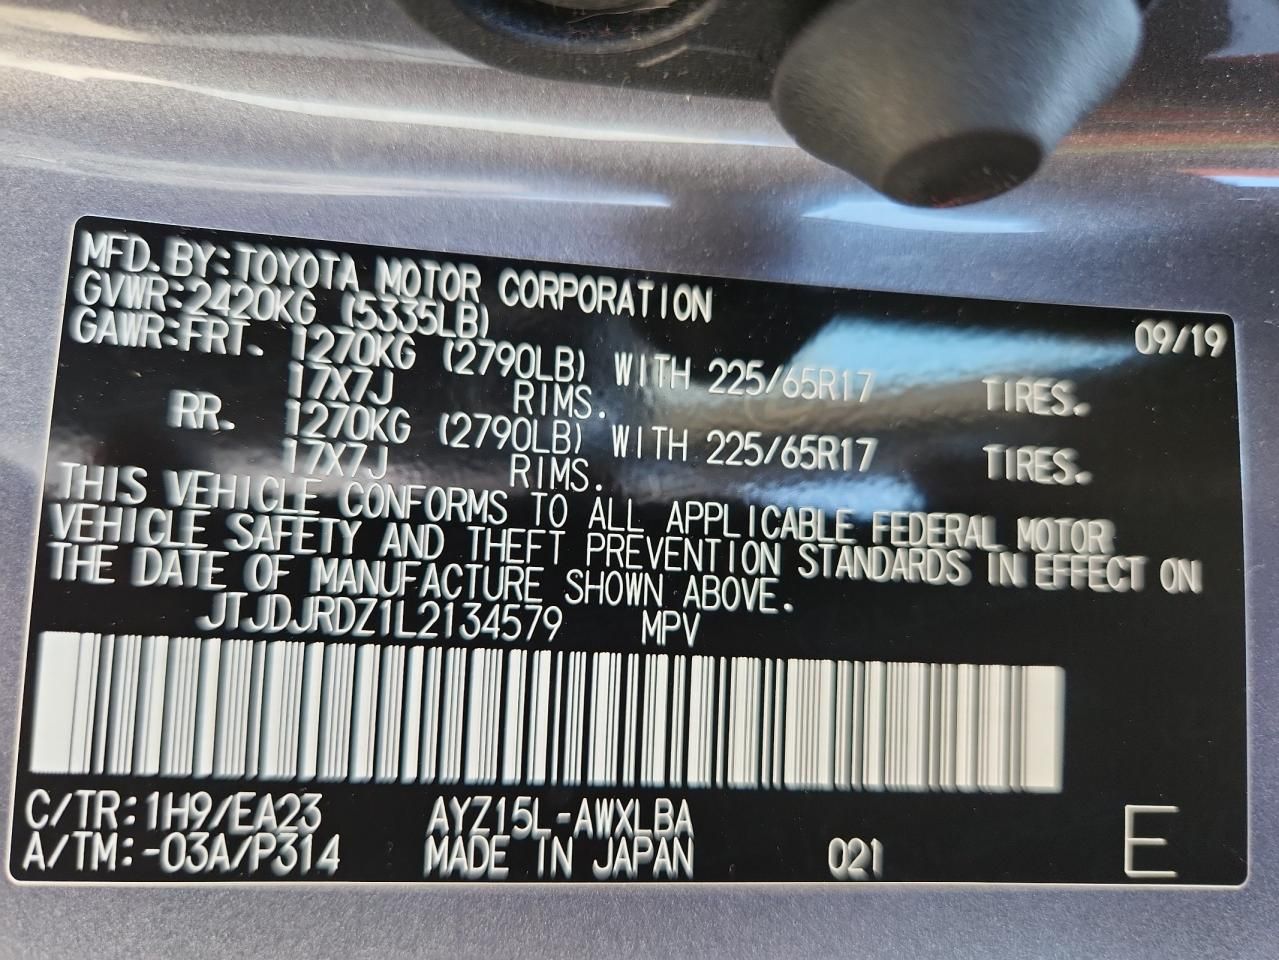 MFD. BY: TOYOTA MOTOR CORPORATION 09/19
GVWR: 2420KG (5335LB)
GAWR: FRT. 1270KG (2790LB) WITH 225/65R17 TIRES.
17X7J RIMS.
RR. 1270KG (2790LB) WITH 225/65R17 TIRES.
17X7J RIMS.
THIS VEHICLE CONFORMS TO ALL APPLICABLE FEDERAL MOTOR
VEHICLE SAFETY AND THEFT PREVENTION STANDARDS IN EFFECT ON
THE DATE OF MANUFACTURE SHOWN ABOVE.
JTJDJRDZ1L2134579 MPV
C/TR: 1H9/EA23 AYZ15L-AWXLBA
A/TM: -03A/P314 MADE IN JAPAN 021 E